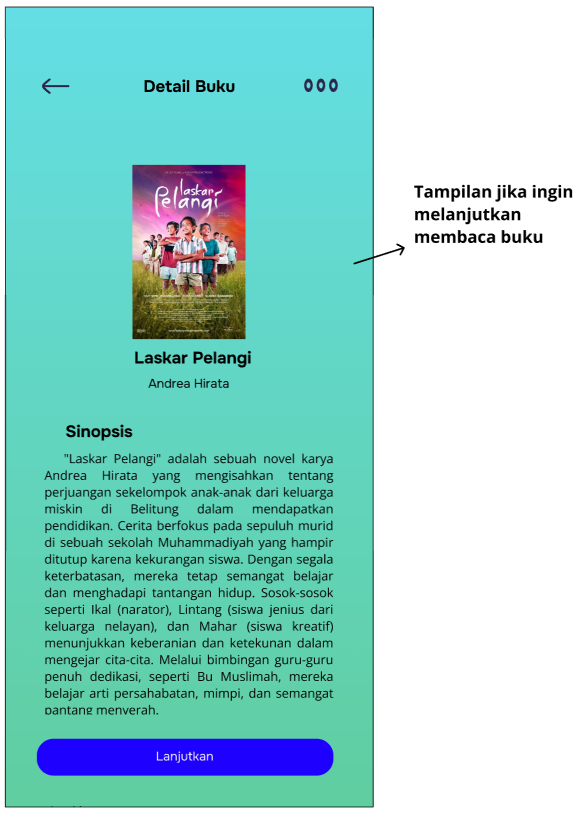 Detail Buku
laskar
Pelangi
Tampilan jika ingin
melanjutkan
membaca buku
Laskar Pelangi
Andrea Hirata
Sinopsis
"Laskar Pelangi" adalah sebuah novel karya
Andrea Hirata yang mengisahkan tentang
perjuangan sekelompok anak-anak dari keluarga
miskin di Belitung dalam mendapatkan
pendidikan. Cerita berfokus pada sepuluh murid
di sebuah sekolah Muhammadiyah yang hampir
ditutup karena kekurangan siswa. Dengan segala
keterbatasan, mereka tetap semangat belajar
dan menghadapi tantangan hidup. Sosok-sosok
seperti Ikal (narator), Lintang (siswa jenius dari
keluarga nelayan), dan Mahar (siswa kreatif)
menunjukkan keberanian dan ketekunan dalam
mengejar cita-cita. Melalui bimbingan guru-guru
penuh dedikasi, seperti Bu Muslimah, mereka
belajar arti persahabatan, mimpi, dan semangat
pantang menyerah.
Lanjutkan